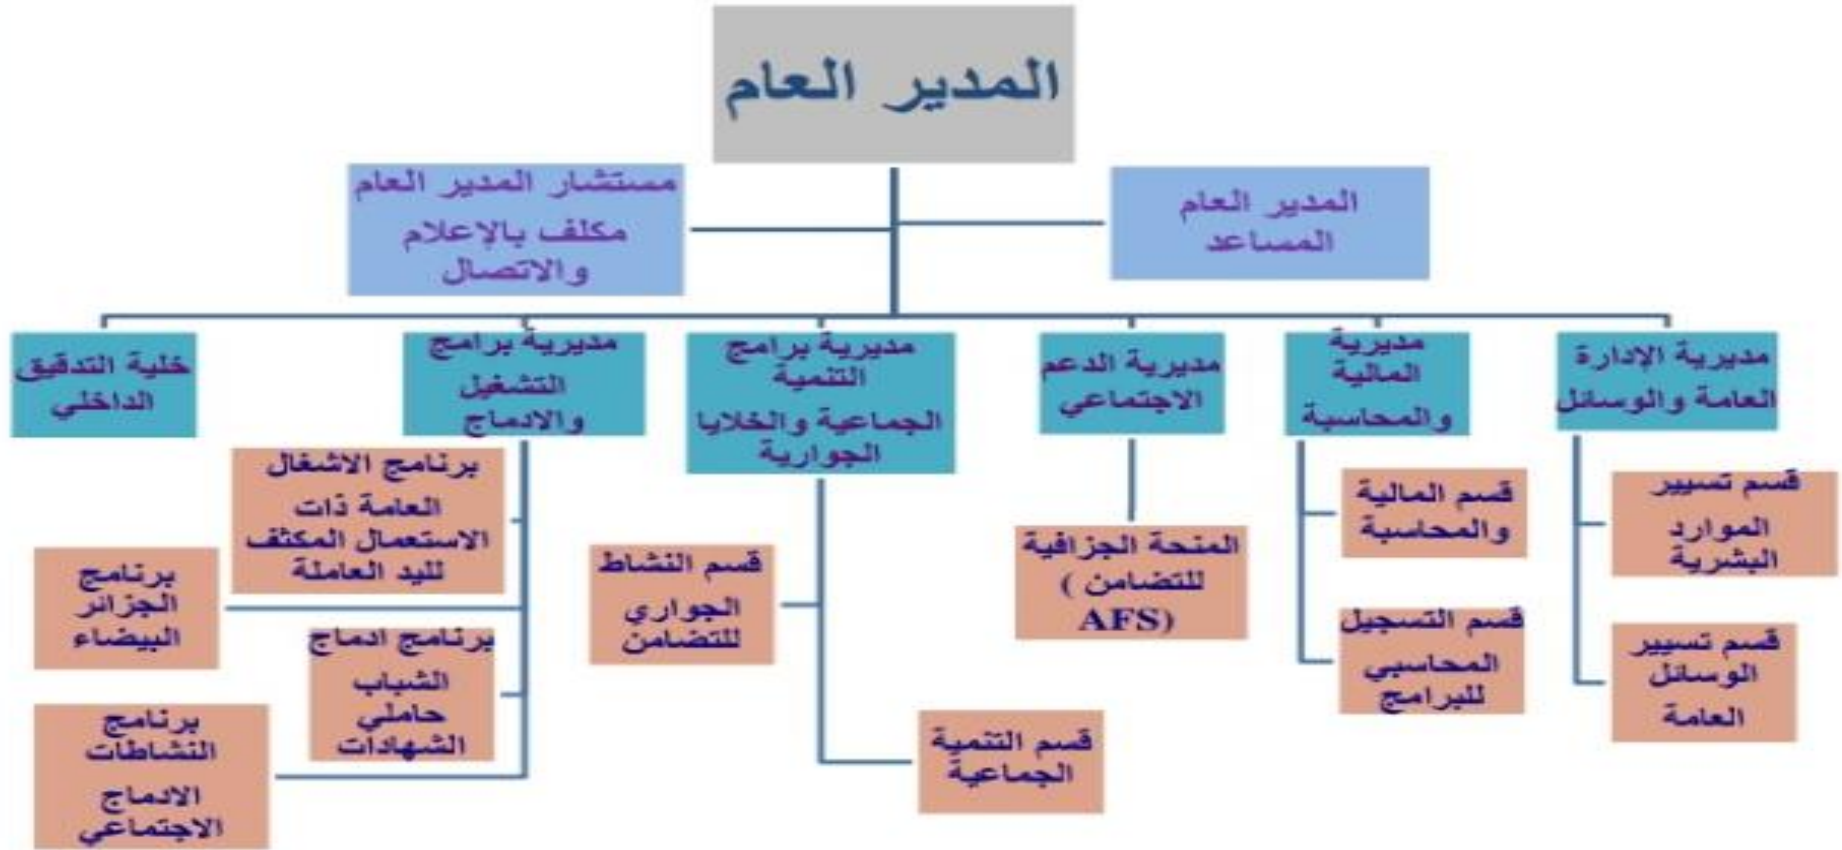 المدير العام
المدير العام
المساعد
مستشار المدير العام
مكلف بالإعلام
والاتصال
مديرية الإدارة
العامة والوسائل
مديرية
المالية
والمحاسبة
مديرية الدعم
الاجتماعي
مديرية برامج
التنمية
الجماعية والخلايا
الجوارية
مديرية برامج
التشغيل
والادماج
خلية التدقيق
الداخلي
قسم تسيير
الموارد
البشرية
قسم تسيير
الوسائل
العامة
قسم المالية
والمحاسبة
قسم التسجيل
المحاسبي
للبرامج
المنحة الجزافية
للتضامن (
AFS)
قسم النشاط
الجواري
للتضامن
قسم التنمية
الجماعية
برنامج الاشغال
العامة ذات
الاستعمال المكثف
لليد العاملة
برنامج
الجزائر
البيضاء
برنامج ادماج
الشباب
حاملي
الشهادات
برنامج
النشاطات
الادماج
الاجتماعي